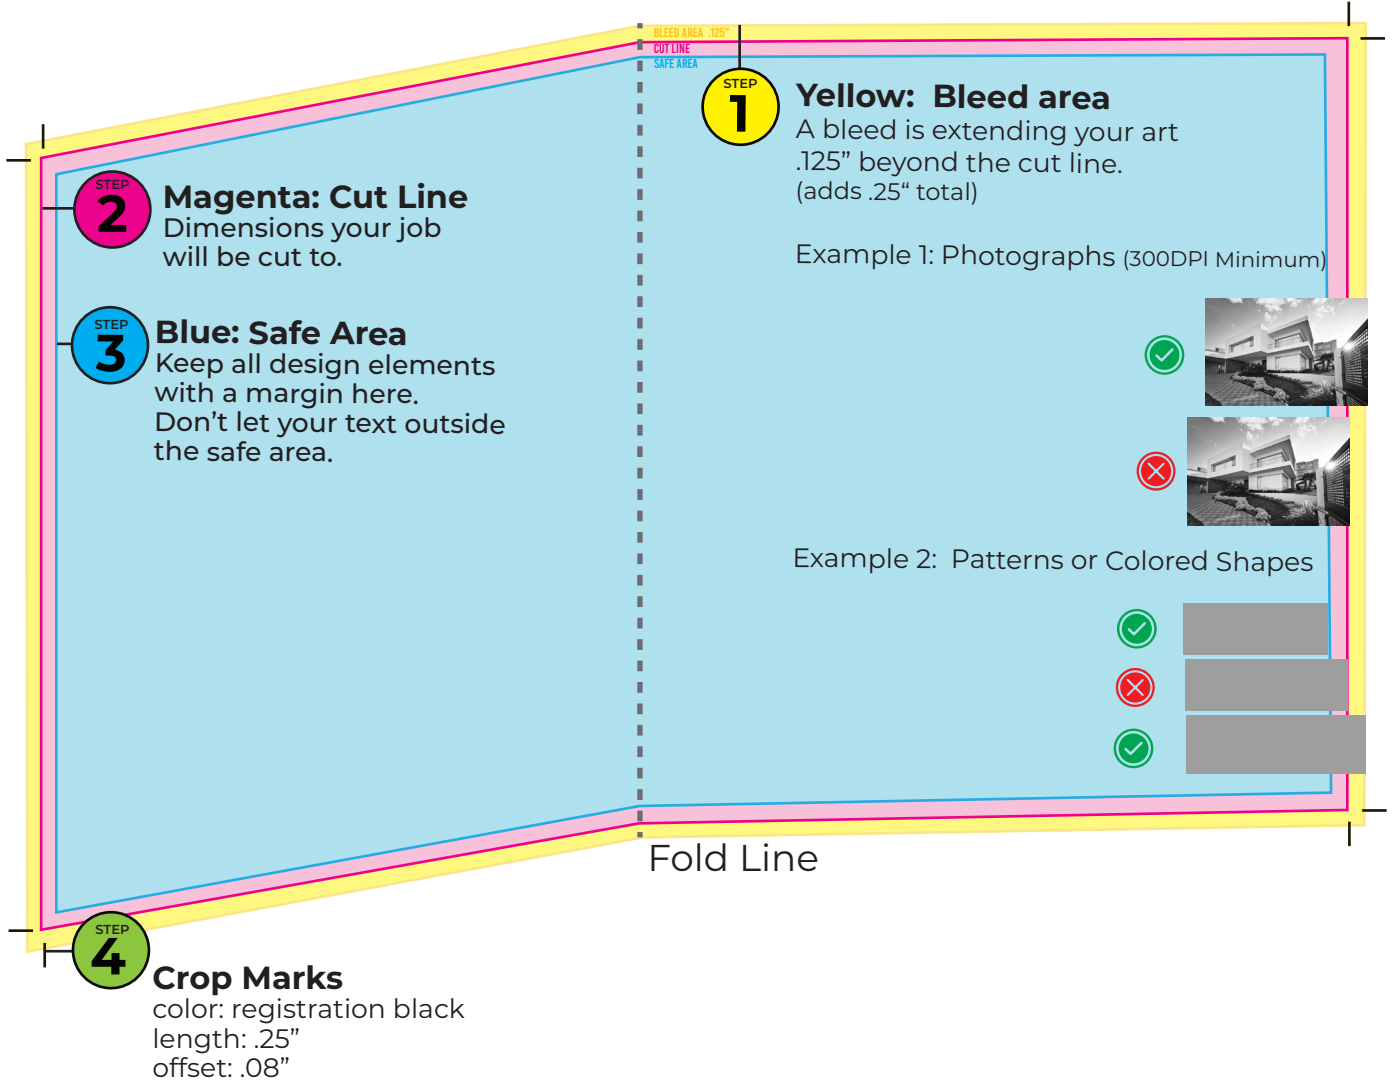 BLEED AREA .125"
CUT LINE
SAFE AREA
STEP
1
Yellow: Bleed area
A bleed is extending your art
.125” beyond the cut line.
(adds .25“ total)
Example 1: Photographs (300DPI Minimum)
Example 2: Patterns or Colored Shapes
STEP
2
Magenta: Cut Line
Dimensions your job
will be cut to.
STEP
3
Blue: Safe Area
Keep all design elements
with a margin here.
Don’t let your text outside
the safe area.
Fold Line
STEP
4
Crop Marks
color: registration black
length: .25”
offset: .08”